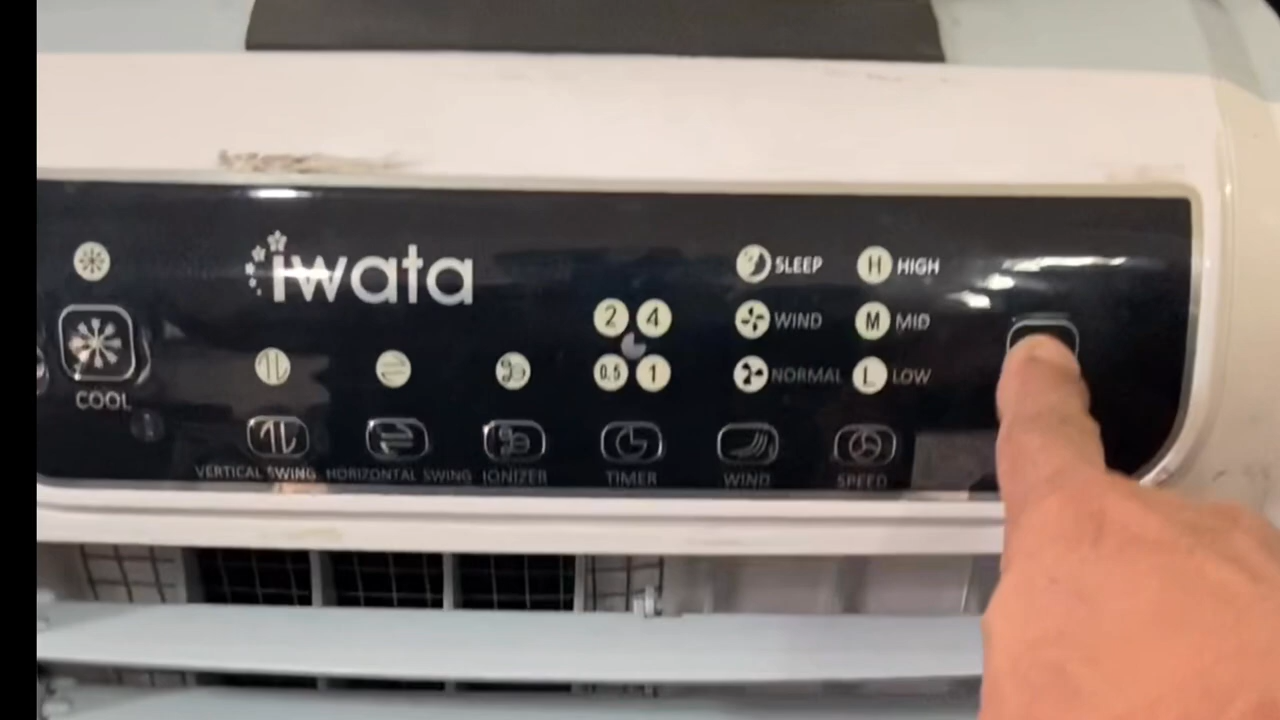 iwata
COOL
2 4
0.5 1
SLEEP
WIND
NORMAL
H HIGH
M MID
L LOW
VERTICAL SWING
HORIZONTAL SWING
IONIZER
TIMER
WIND
SPEED